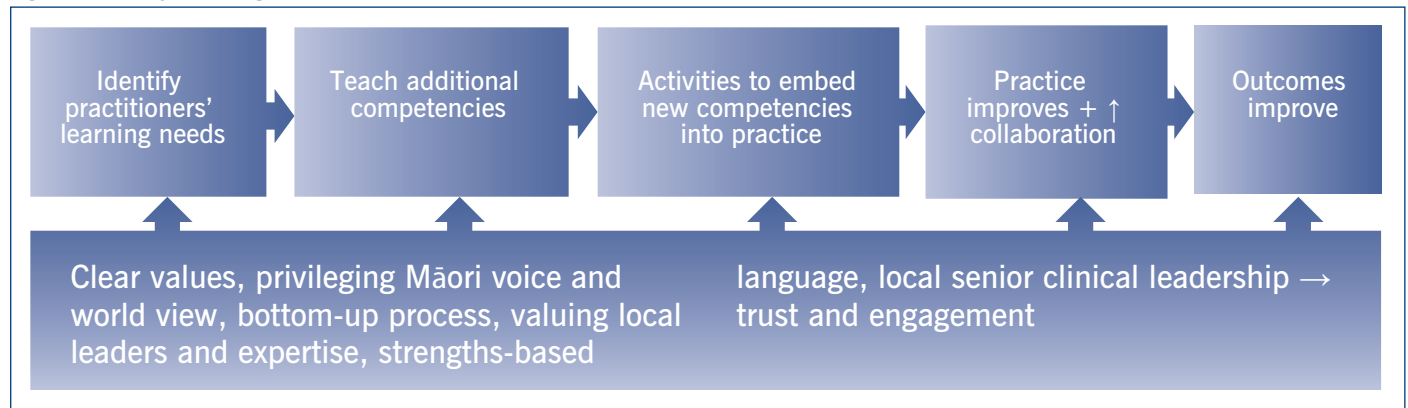 Identify
practitioners’
learning needs
Teach additional
competencies
Activities to embed
new competencies
into practice
Practice
improves + ↑
collaboration
Outcomes
improve
Clear values, privileging Māori voice and
world view, bottom-up process, valuing local
leaders and expertise, strengths-based
language, local senior clinical leadership →
trust and engagement